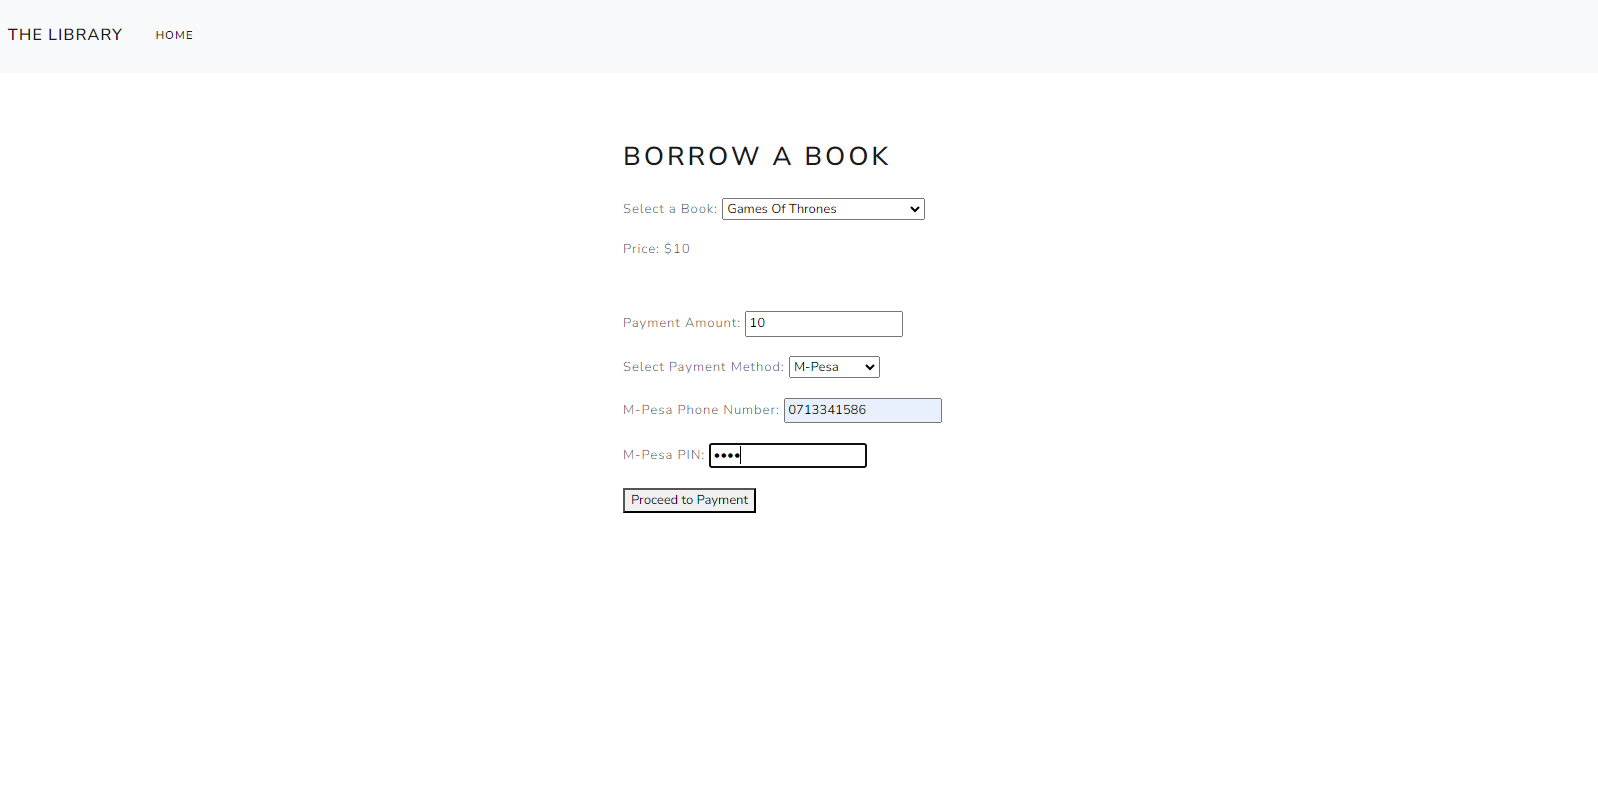 THE LIBRARY HOME
BORROW A BOOK
Select a Book: Games Of Thrones
Price: $10
Payment Amount: 10
Select Payment Method: M-Pesa
M-Pesa Phone Number: 0713341586
M-Pesa PIN: ••••
Proceed to Payment